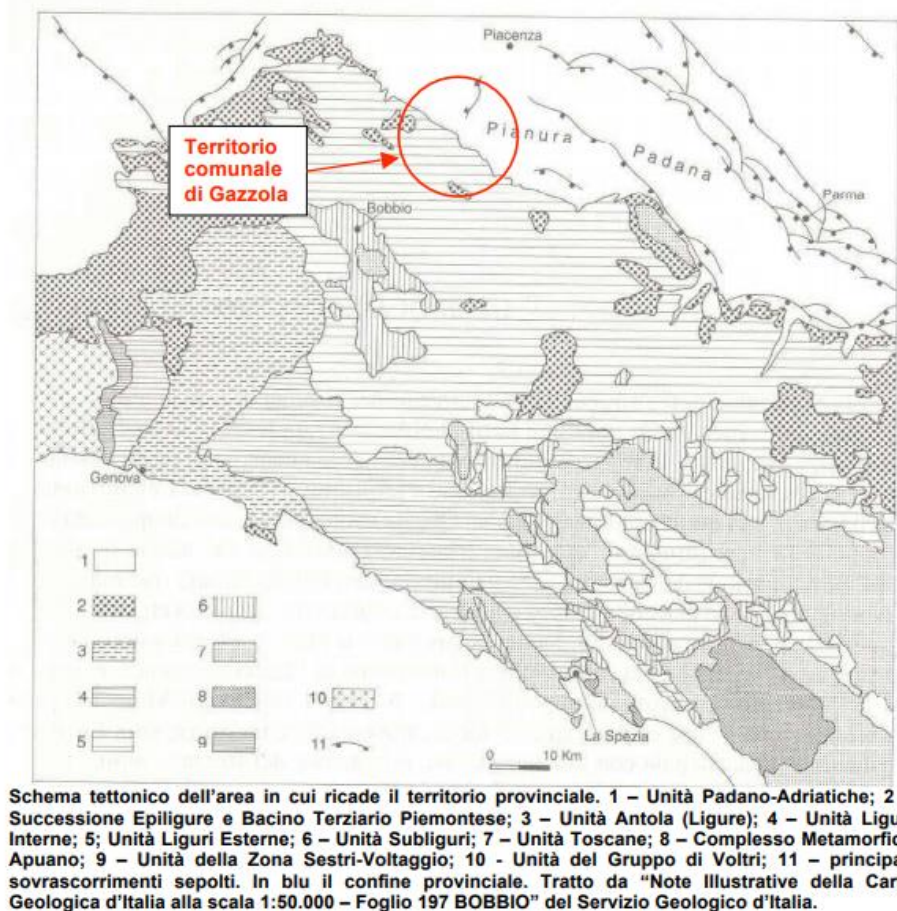 Piacenza
Pianura
Padana
Territorio
comunale
di Gazzola
Bobbio
Parma
Genova
1
2
3
4
5
6
7
8
9
10
11
La Spezia
0 10 Km
Schema tettonico dell'area in cui ricade il territorio provinciale. 1 – Unità Padano-Adriatiche; 2
Successione Epiligure e Bacino Terziario Piemontese; 3 – Unità Antola (Ligure); 4 – Unità Ligu
Interne; 5; Unità Liguri Esterne; 6 – Unità Subliguri; 7 – Unità Toscane; 8 – Complesso Metamorfic
Apuano; 9 – Unità della Zona Sestri-Voltaggio; 10 - Unità del Gruppo di Voltri; 11 – principa
sovrascorrimenti sepolti. In blu il confine provinciale. Tratto da “Note Illustrative della Car
Geologica d'Italia alla scala 1:50.000 – Foglio 197 BOBBIO” del Servizio Geologico d'Italia.